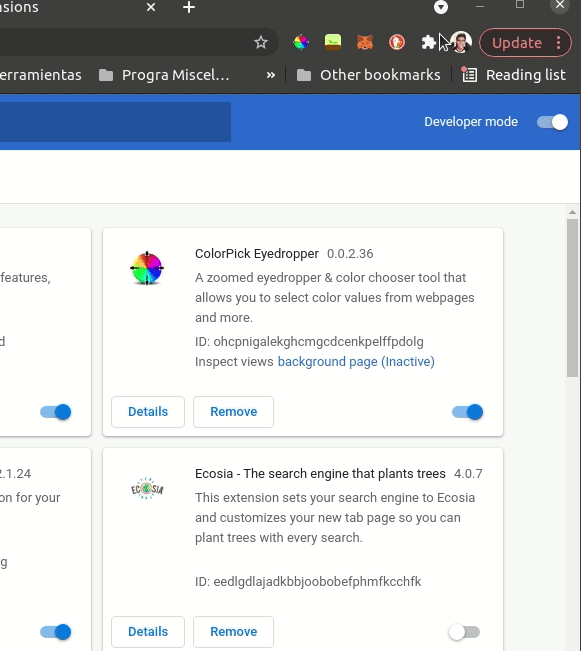 nsions
Update
erramientas
Progra Miscel...
»
Other bookmarks
Reading list
Developer mode
features,
d
ColorPick Eyedropper 0.0.2.36
A zoomed eyedropper & color chooser tool that
allows you to select color values from webpages
and more.
ID: ohcpnigalekghcmgcdcenkpelffpdolg
Inspect views background page (Inactive)
Details
Remove
2.1.24
on for your
g
ECOSIA
Ecosia - The search engine that plants trees 4.0.7
This extension sets your search engine to Ecosia
and customizes your new tab page so you can
plant trees with every search.
ID: eedlgdlajadkbbjoobobefphmfkcchfk
Details
Remove